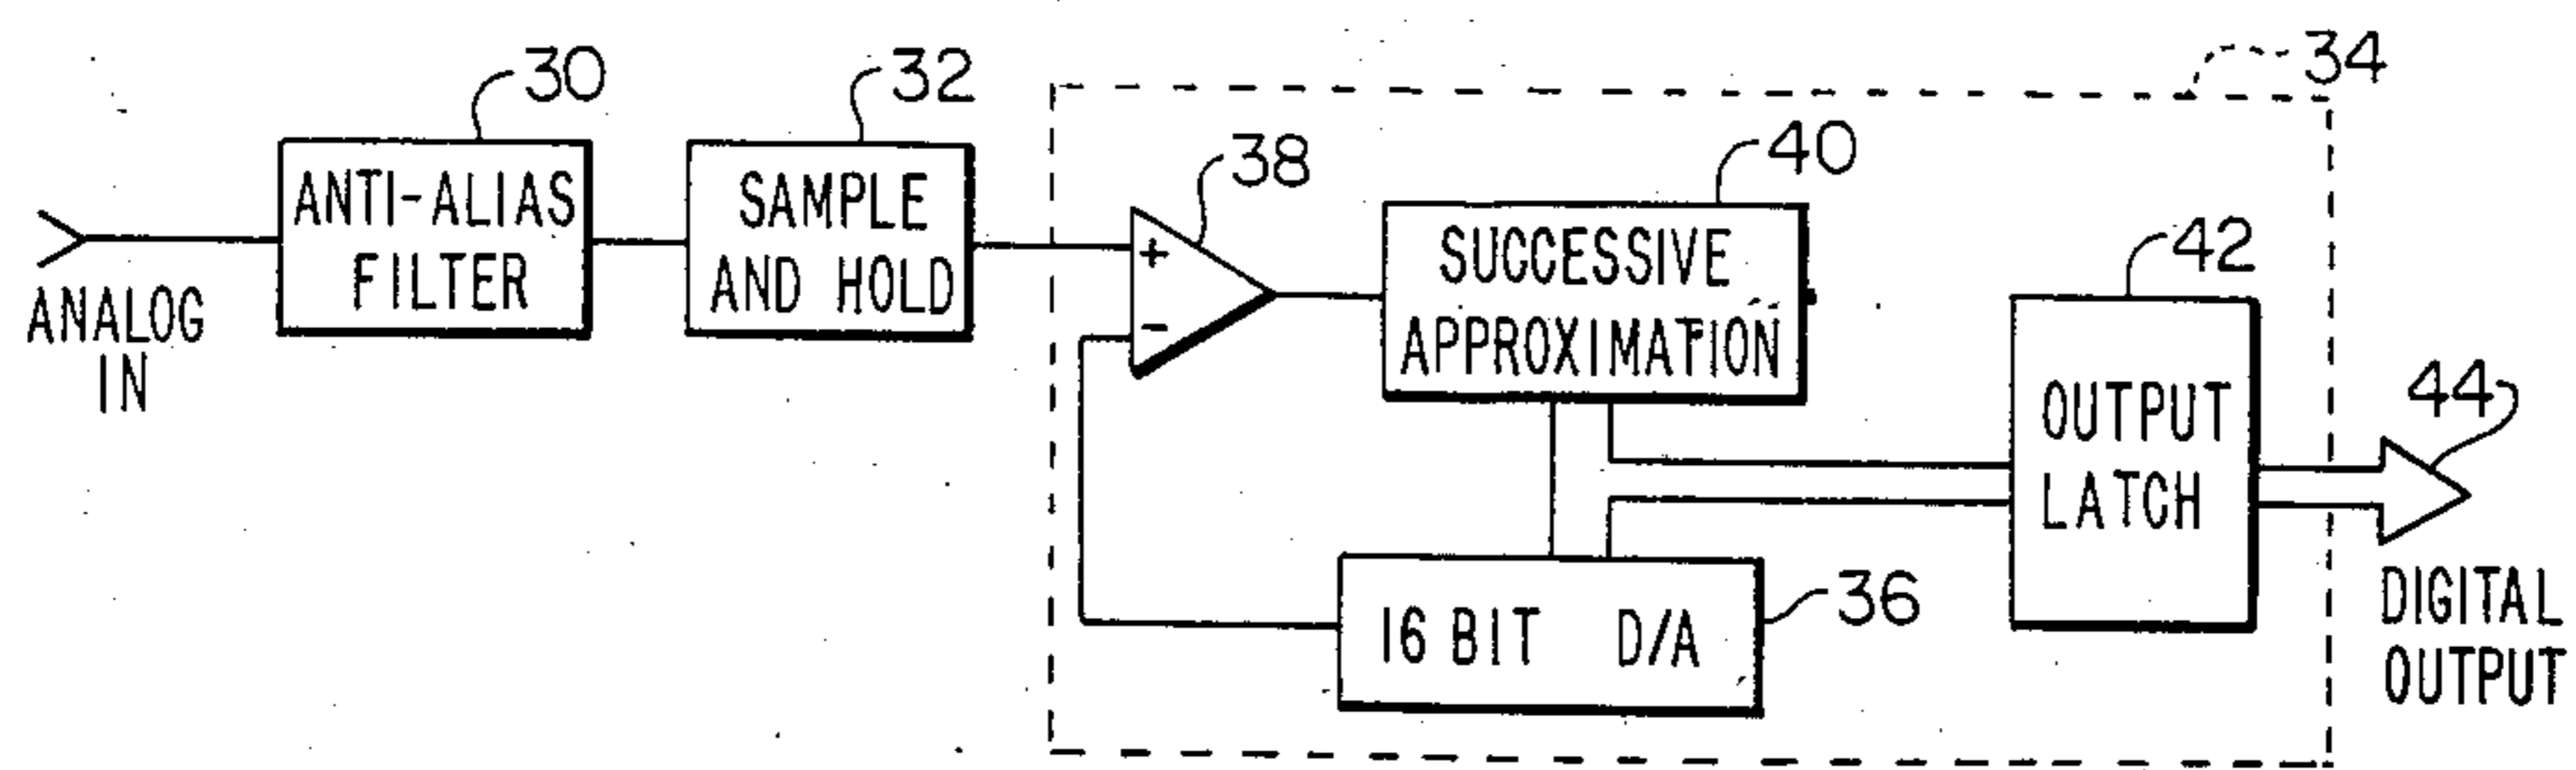 30
32
34
38
40
42
44
36
ANTI-ALIAS
FILTER
SAMPLE
AND HOLD
ANALOG
IN
+
-
SUCCESSIVE
APPROXIMATION
OUTPUT
LATCH
16 BIT D/A
DIGITAL
OUTPUT